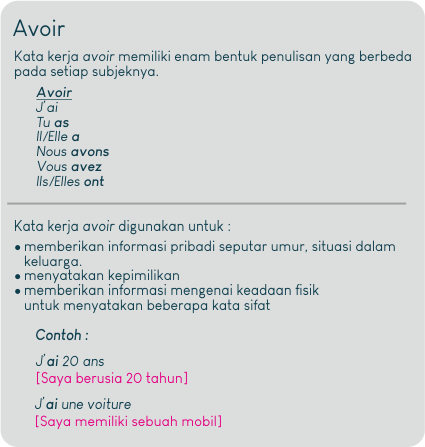 Avoir
Kata kerja avoir memiliki enam bentuk penulisan yang berbeda
pada setiap subjeknya.
Avoir
J'ai
Tu as
Il/Elle a
Nous avons
Vous avez
Ils/Elles ont
Kata kerja avoir digunakan untuk :
• memberikan informasi pribadi seputar umur, situasi dalam
keluarga.
• menyatakan kepimilikan
• memberikan informasi mengenai keadaan fisik
untuk menyatakan beberapa kata sifat
Contoh :
J'ai 20 ans
[Saya berusia 20 tahun]
J'ai une voiture
[Saya memiliki sebuah mobil]